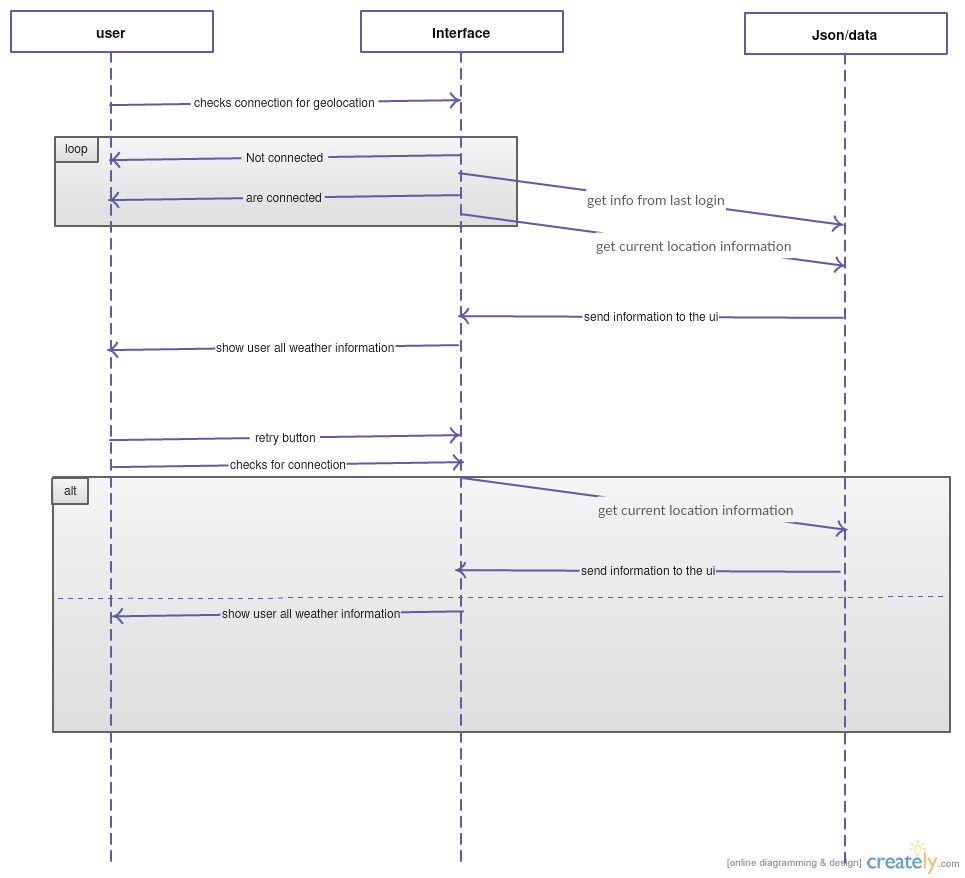 user
Interface
Json/data
checks connection for geolocation
loop
Not connected
get info from last login
are connected
get current location information
send information to the ui
show user all weather information
retry button
checks for connection
alt
get current location information
send information to the ui
show user all weather information
[online diagramming & design] creately.com